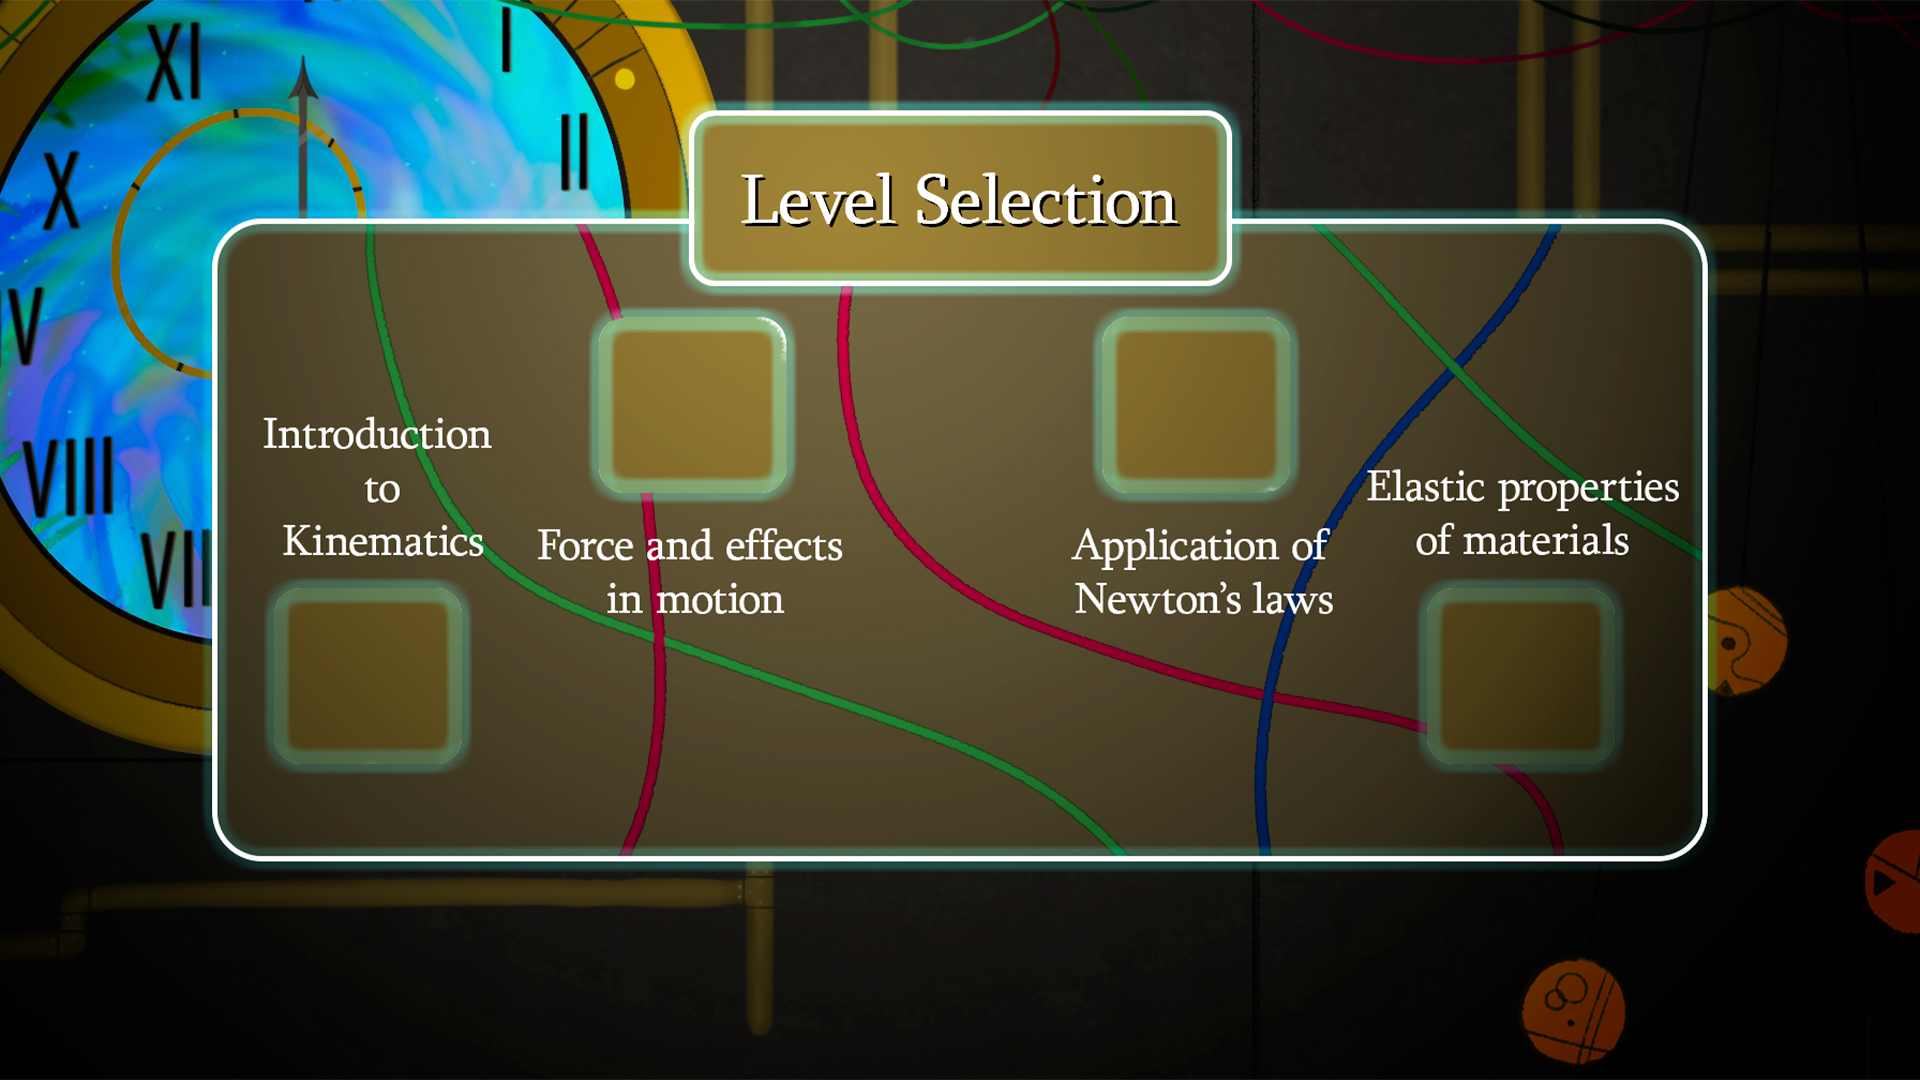 XI
I
II
X
IV
VIII
VII
Level Selection
Introduction
to
Kinematics
Force and effects
in motion
Application of
Newton’s laws
Elastic properties
of materials